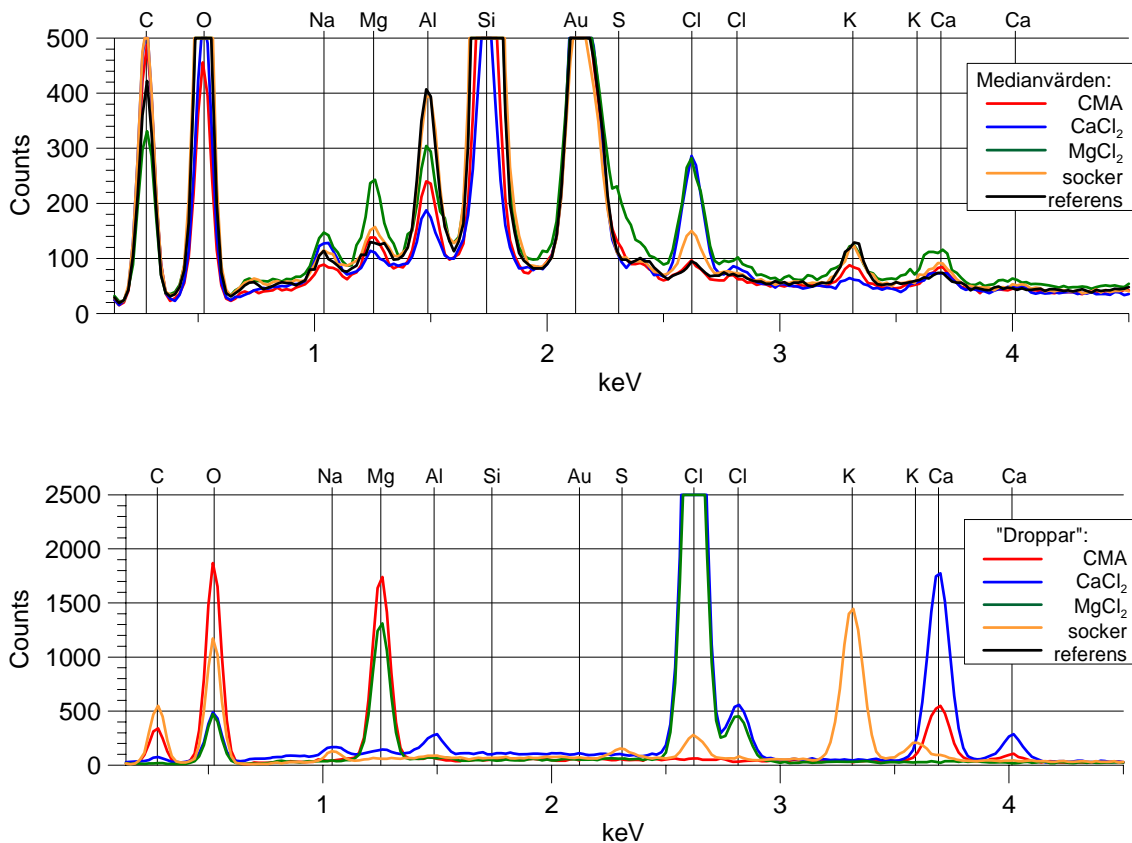 C O Na Mg Al Si Au S Cl Cl K K Ca Ca
500
400
300
200
100
0
Counts
Medianvärden:
CMA
CaCl₂
MgCl₂
socker
referens
1 2 3 4
keV
C O Na Mg Al Si Au S Cl Cl K K Ca Ca
2500
2000
1500
1000
500
0
Counts
"Droppar":
CMA
CaCl₂
MgCl₂
socker
referens
1 2 3 4
keV